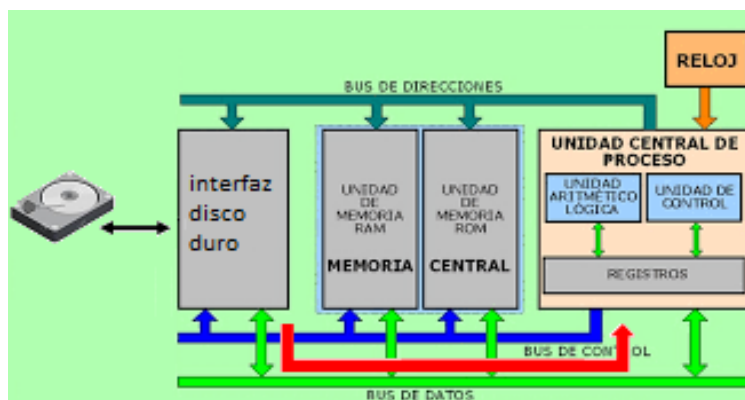 RELOJ
BUS DE DIRECCIONES
UNIDAD CENTRAL DE
PROCESO
interfaz
disco
duro
UNIDAD
DE
MEMORIA
RAM
MEMORIA
UNIDAD
DE
MEMORIA
ROM
CENTRAL
UNIDAD
ARITMÉTICO
LÓGICA
UNIDAD DE
CONTROL
REGISTROS
BUS DE CONTROL
BUS DE DATOS